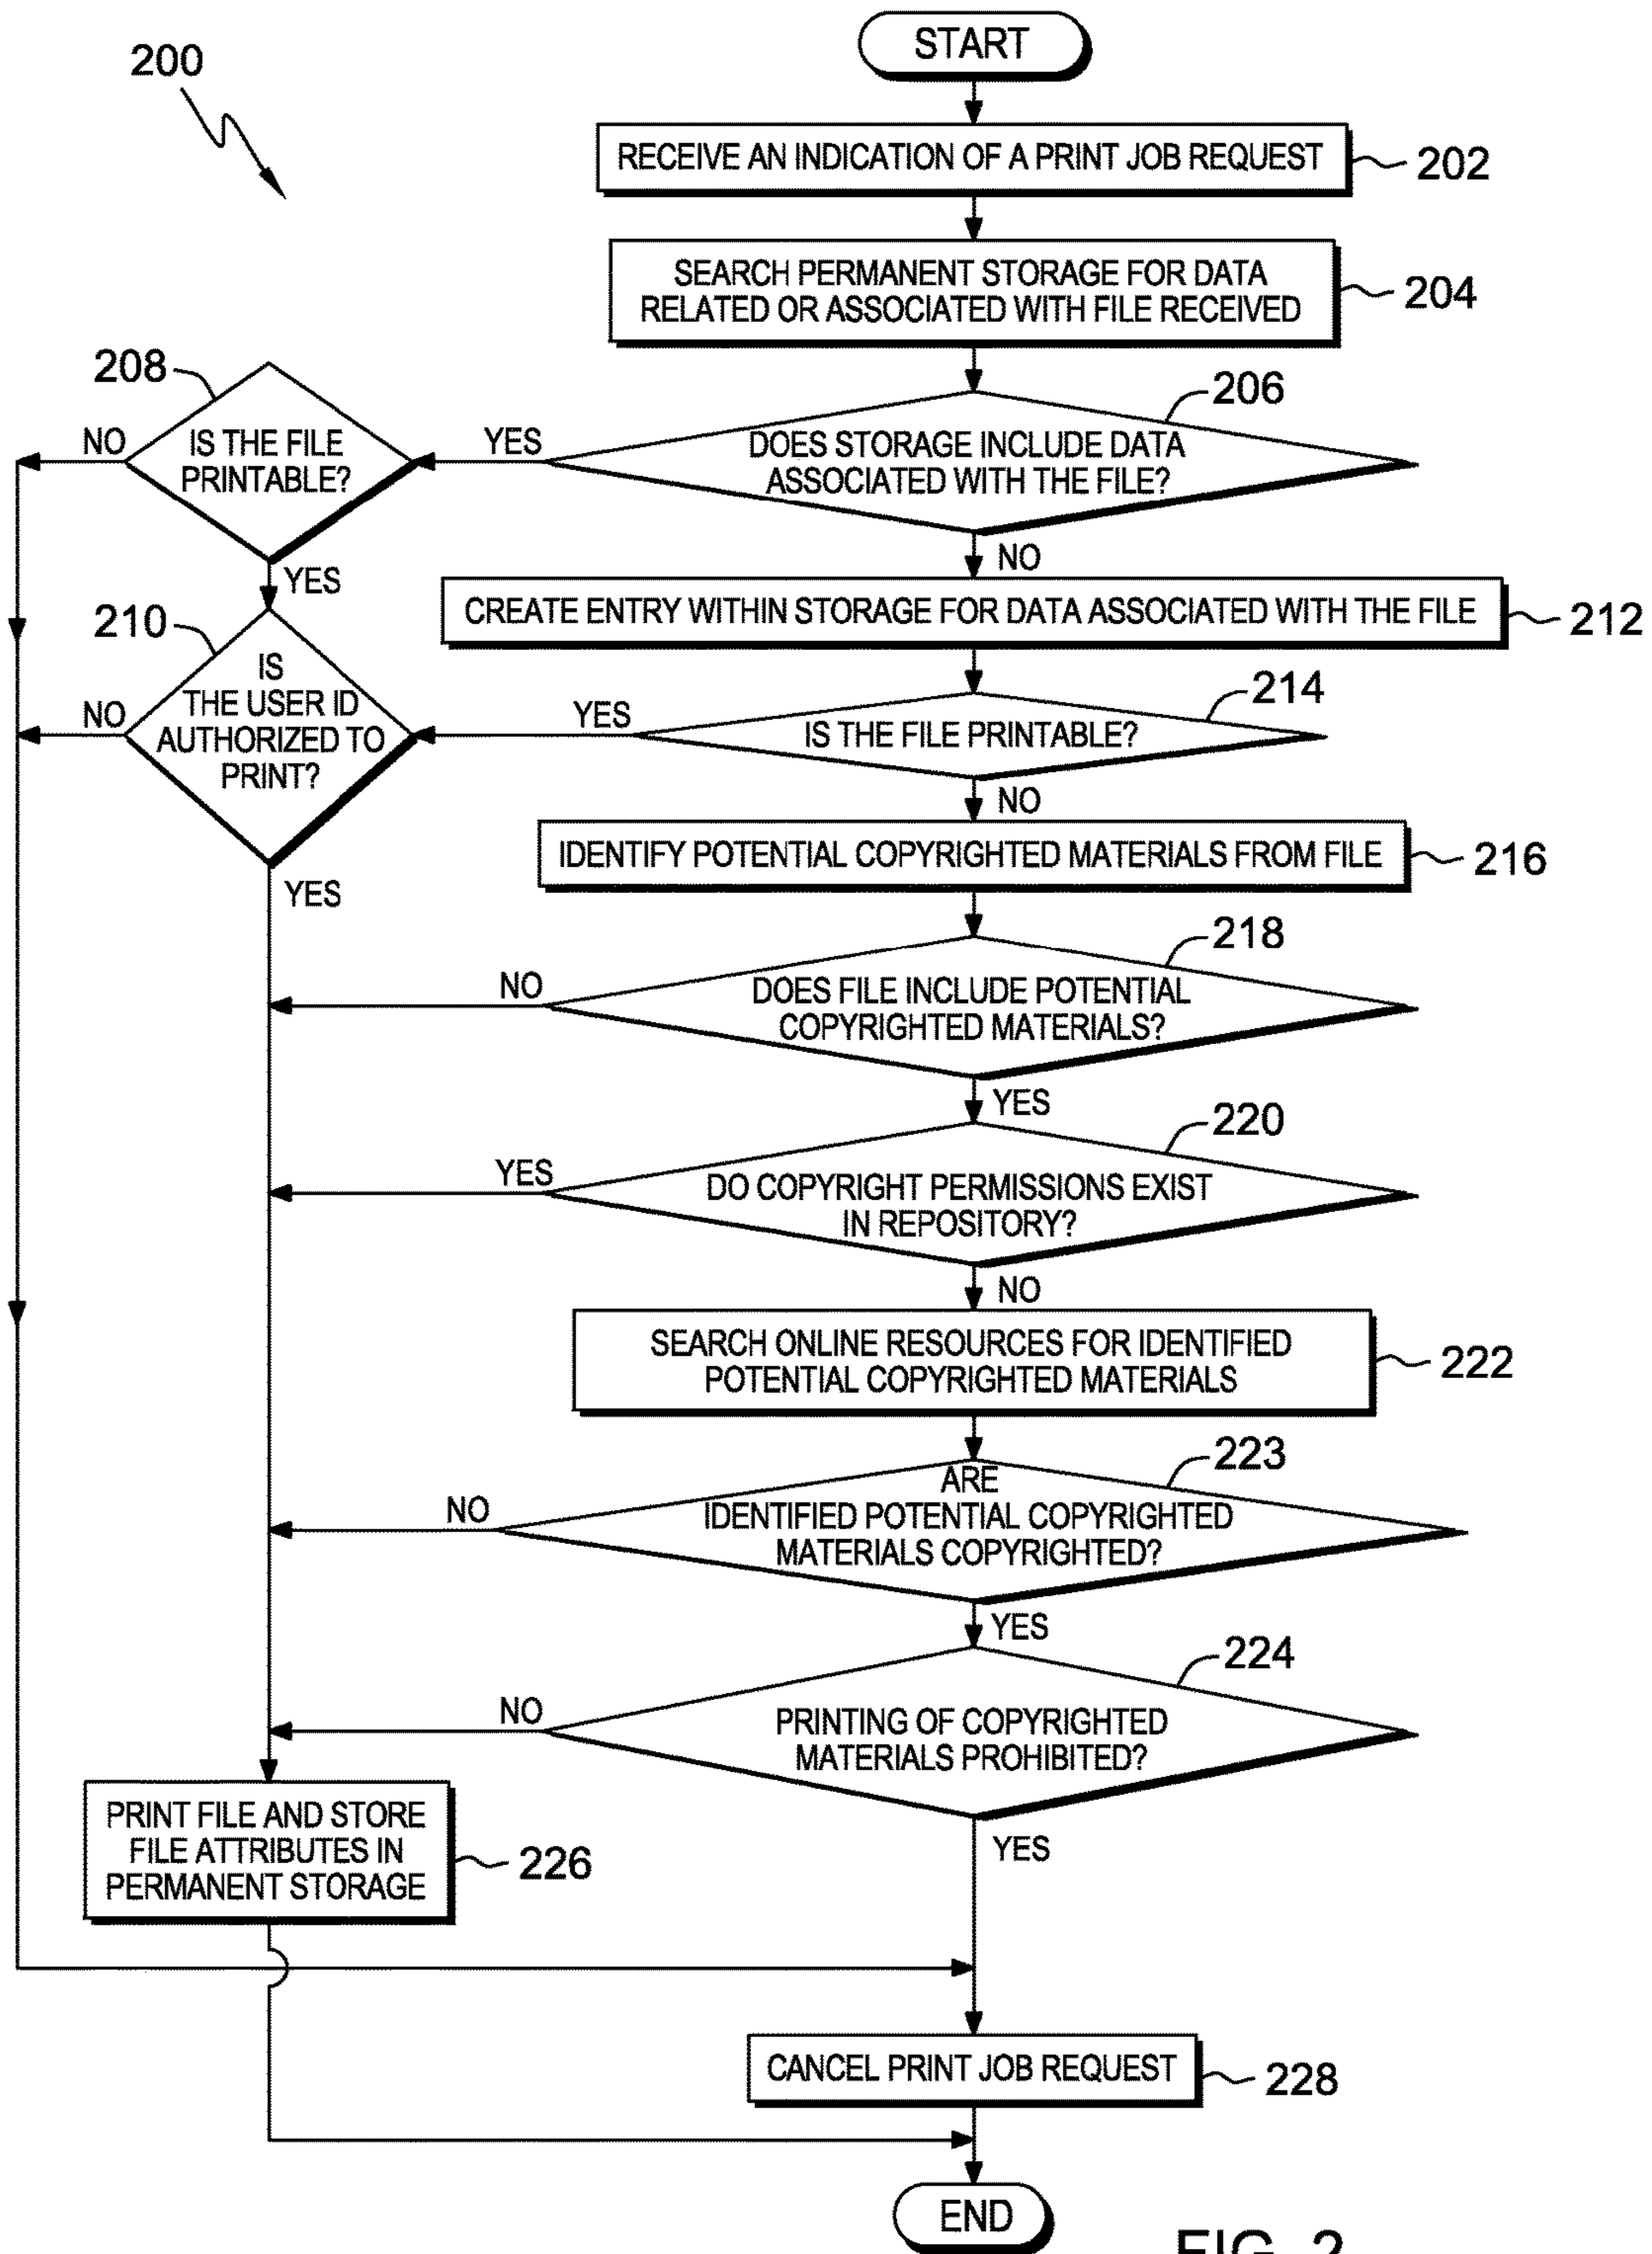 START
200
RECEIVE AN INDICATION OF A PRINT JOB REQUEST
202
SEARCH PERMANENT STORAGE FOR DATA
RELATED OR ASSOCIATED WITH FILE RECEIVED
204
206
DOES STORAGE INCLUDE DATA
ASSOCIATED WITH THE FILE?
YES
NO
208
IS THE FILE
PRINTABLE?
NO
YES
210
IS
THE USER ID
AUTHORIZED TO
PRINT?
NO
YES
CREATE ENTRY WITHIN STORAGE FOR DATA ASSOCIATED WITH THE FILE
212
214
IS THE FILE PRINTABLE?
YES
NO
IDENTIFY POTENTIAL COPYRIGHTED MATERIALS FROM FILE
216
218
DOES FILE INCLUDE POTENTIAL
COPYRIGHTED MATERIALS?
NO
YES
220
DO COPYRIGHT PERMISSIONS EXIST
IN REPOSITORY?
YES
NO
SEARCH ONLINE RESOURCES FOR IDENTIFIED
POTENTIAL COPYRIGHTED MATERIALS
222
223
ARE
IDENTIFIED POTENTIAL COPYRIGHTED
MATERIALS COPYRIGHTED?
NO
YES
224
PRINTING OF COPYRIGHTED
MATERIALS PROHIBITED?
NO
YES
PRINT FILE AND STORE
FILE ATTRIBUTES IN
PERMANENT STORAGE
226
CANCEL PRINT JOB REQUEST
228
END
FIG. 2